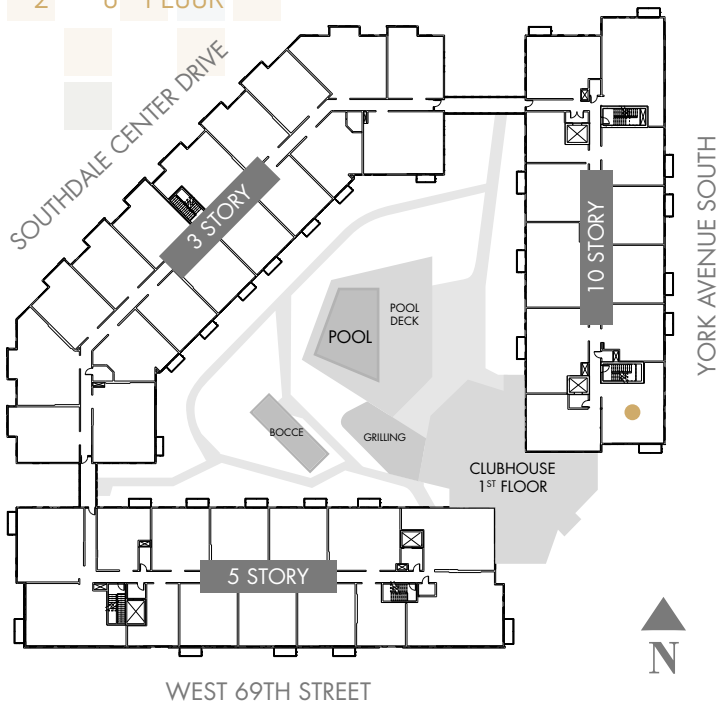 FLOOR
SOUTHDALE CENTER DRIVE
3 STORY
10 STORY
YORK AVENUE SOUTH
POOL
DECK
POOL
BOCCE
GRILLING
CLUBHOUSE
1ST FLOOR
5 STORY
WEST 69TH STREET
N